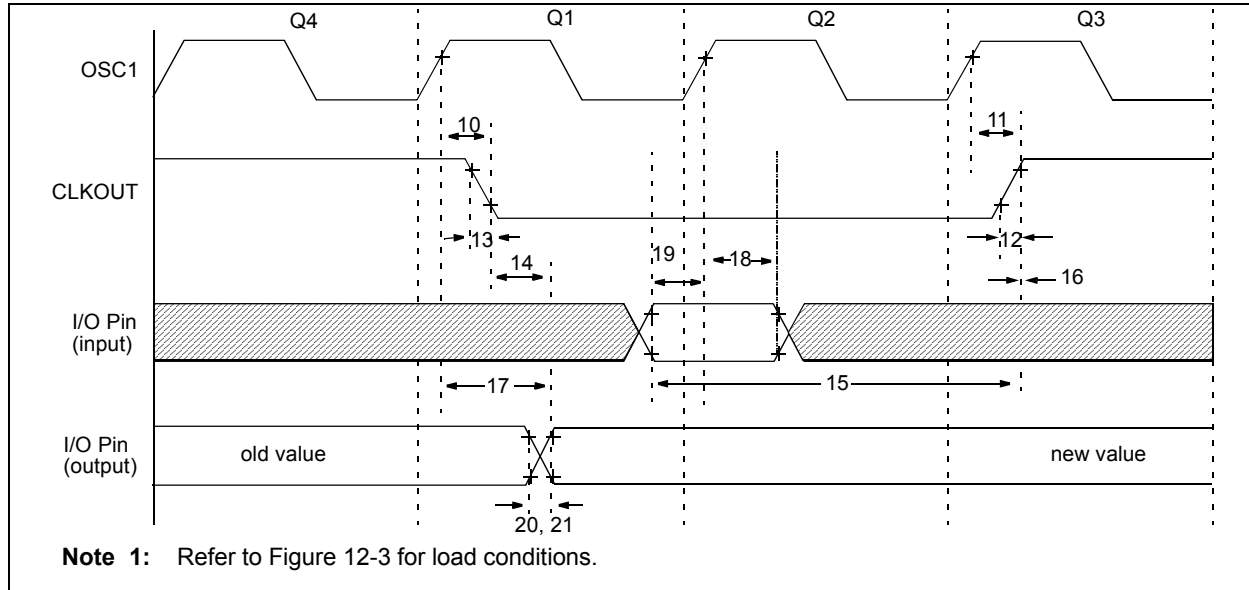 Q4 Q1 Q2 Q3
OSC1
10 11
CLKOUT
13 12
14 19 18 16
I/O Pin
(input)
17 15
I/O Pin
(output)
old value new value
20, 21
Note 1: Refer to Figure 12-3 for load conditions.